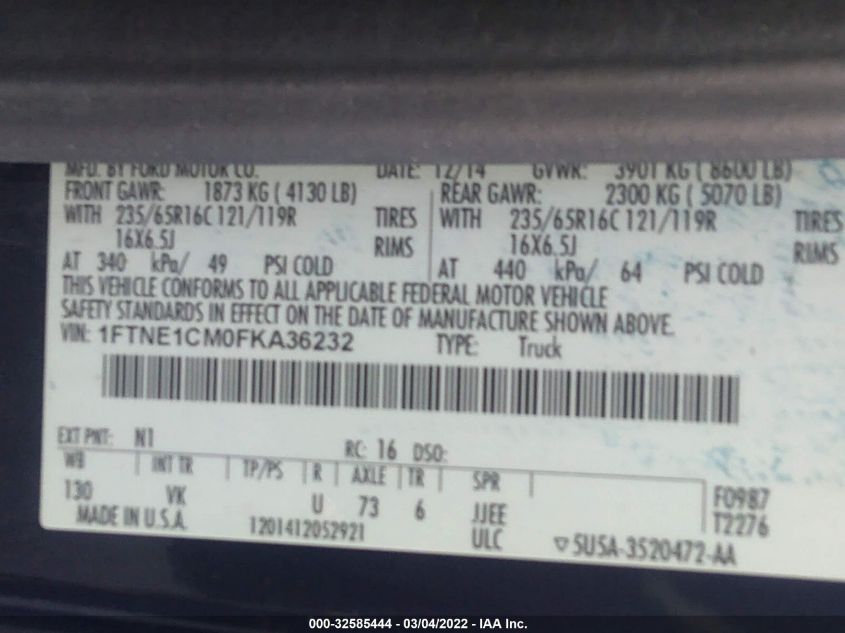 MFD. BY FORD MOTOR CO. DATE: 12/14 GVWR: 3901 KG ( 8600 LB)
FRONT GAWR: 1873 KG ( 4130 LB) REAR GAWR: 2300 KG ( 5070 LB)
WITH 235/65R16C 121/119R TIRES WITH 235/65R16C 121/119R TIRES
16X6.5J RIMS 16X6.5J RIMS
AT 340 kPa/ 49 PSI COLD AT 440 kPa/ 64 PSI COLD
THIS VEHICLE CONFORMS TO ALL APPLICABLE FEDERAL MOTOR VEHICLE
SAFETY STANDARDS IN EFFECT ON THE DATE OF MANUFACTURE SHOWN ABOVE.
VIN: 1FTNE1CM0FKA36232 TYPE: Truck
EXT PNT: N1 RC: 16 DSO:
WB INT TR TP/PS R AXLE TR SPR F0987
130 VK U 73 6 JJEE T2276
MADE IN U.S.A. 1201412052921 ULC ▽5U5A-3520472-AA
000-32585444 - 03/04/2022 - IAA Inc.